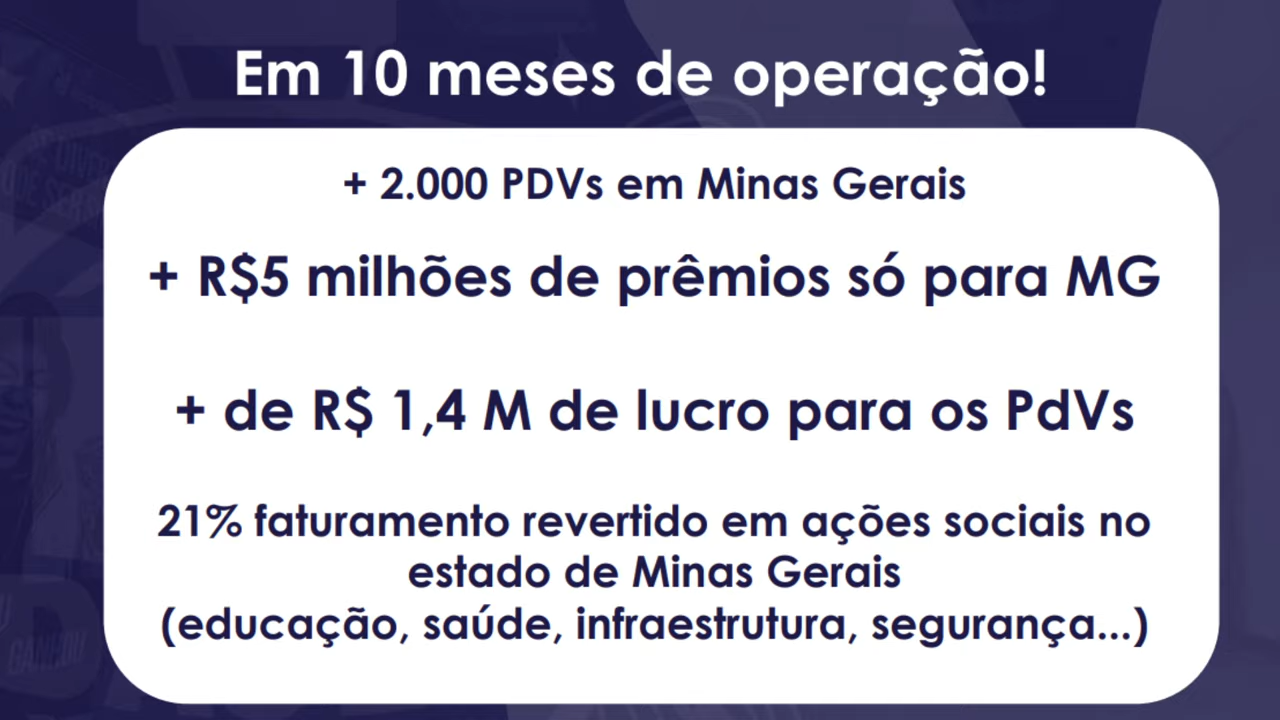 Em 10 meses de operação!
+ 2.000 PDVs em Minas Gerais
+ R$5 milhões de prêmios só para MG
+ de R$ 1,4 M de lucro para os PdVs
21% faturamento revertido em ações sociais no
estado de Minas Gerais
(educação, saúde, infraestrutura, segurança...)